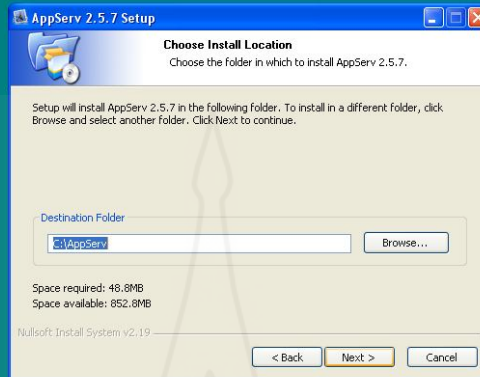 AppServ 2.5.7 Setup
Choose Install Location
Choose the folder in which to install AppServ 2.5.7.
Setup will install AppServ 2.5.7 in the following folder. To install in a different folder, click
Browse and select another folder. Click Next to continue.
Destination Folder
C:\AppServ
Browse...
Space required: 48.8MB
Space available: 852.8MB
Nullsoft Install System v2.19
< Back
Next >
Cancel